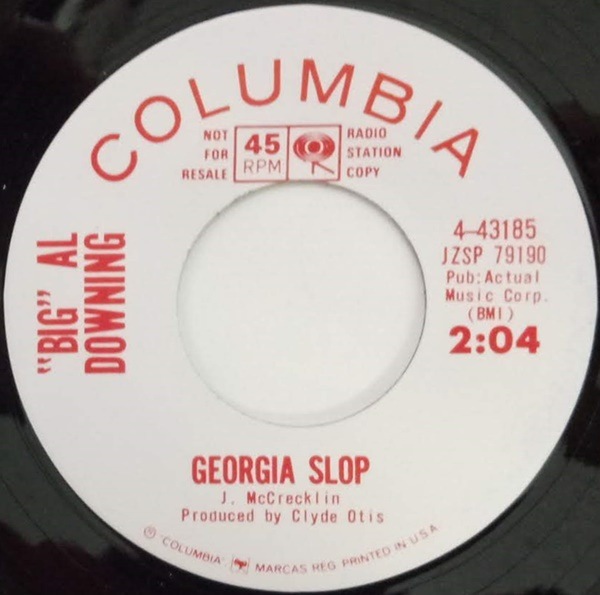 COLUMBIA
NOT
FOR
RESALE
45
RPM
RADIO
STATION
COPY
"BIG" AL
DOWNING
4-43185
JZSP 79190
Pub:Actual
Music Corp.
(BMI)
2:04
GEORGIA SLOP
J. McCrecklin
Produced by Clyde Otis
℗ "COLUMBIA" MARCAS REG PRINTED IN U.S.A